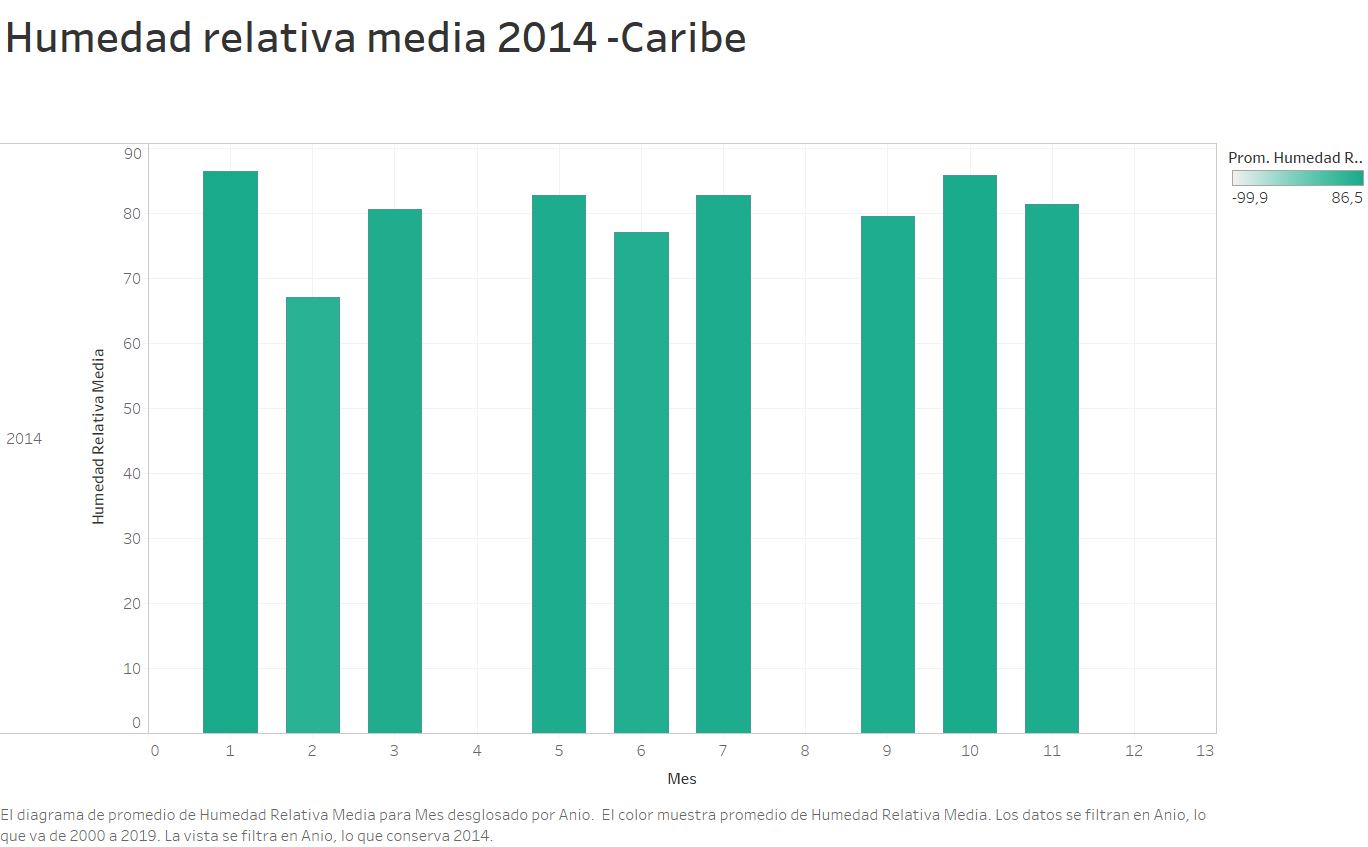 Humedad relativa media 2014 -Caribe
Prom. Humedad R..
-99,9 86,5
90
80
70
60
50
40
30
20
10
0
Humedad Relativa Media
2014
0 1 2 3 4 5 6 7 8 9 10 11 12 13
Mes
El diagrama de promedio de Humedad Relativa Media para Mes desglosado por Anio.  El color muestra promedio de Humedad Relativa Media. Los datos se filtran en Anio, lo
que va de 2000 a 2019. La vista se filtra en Anio, lo que conserva 2014.